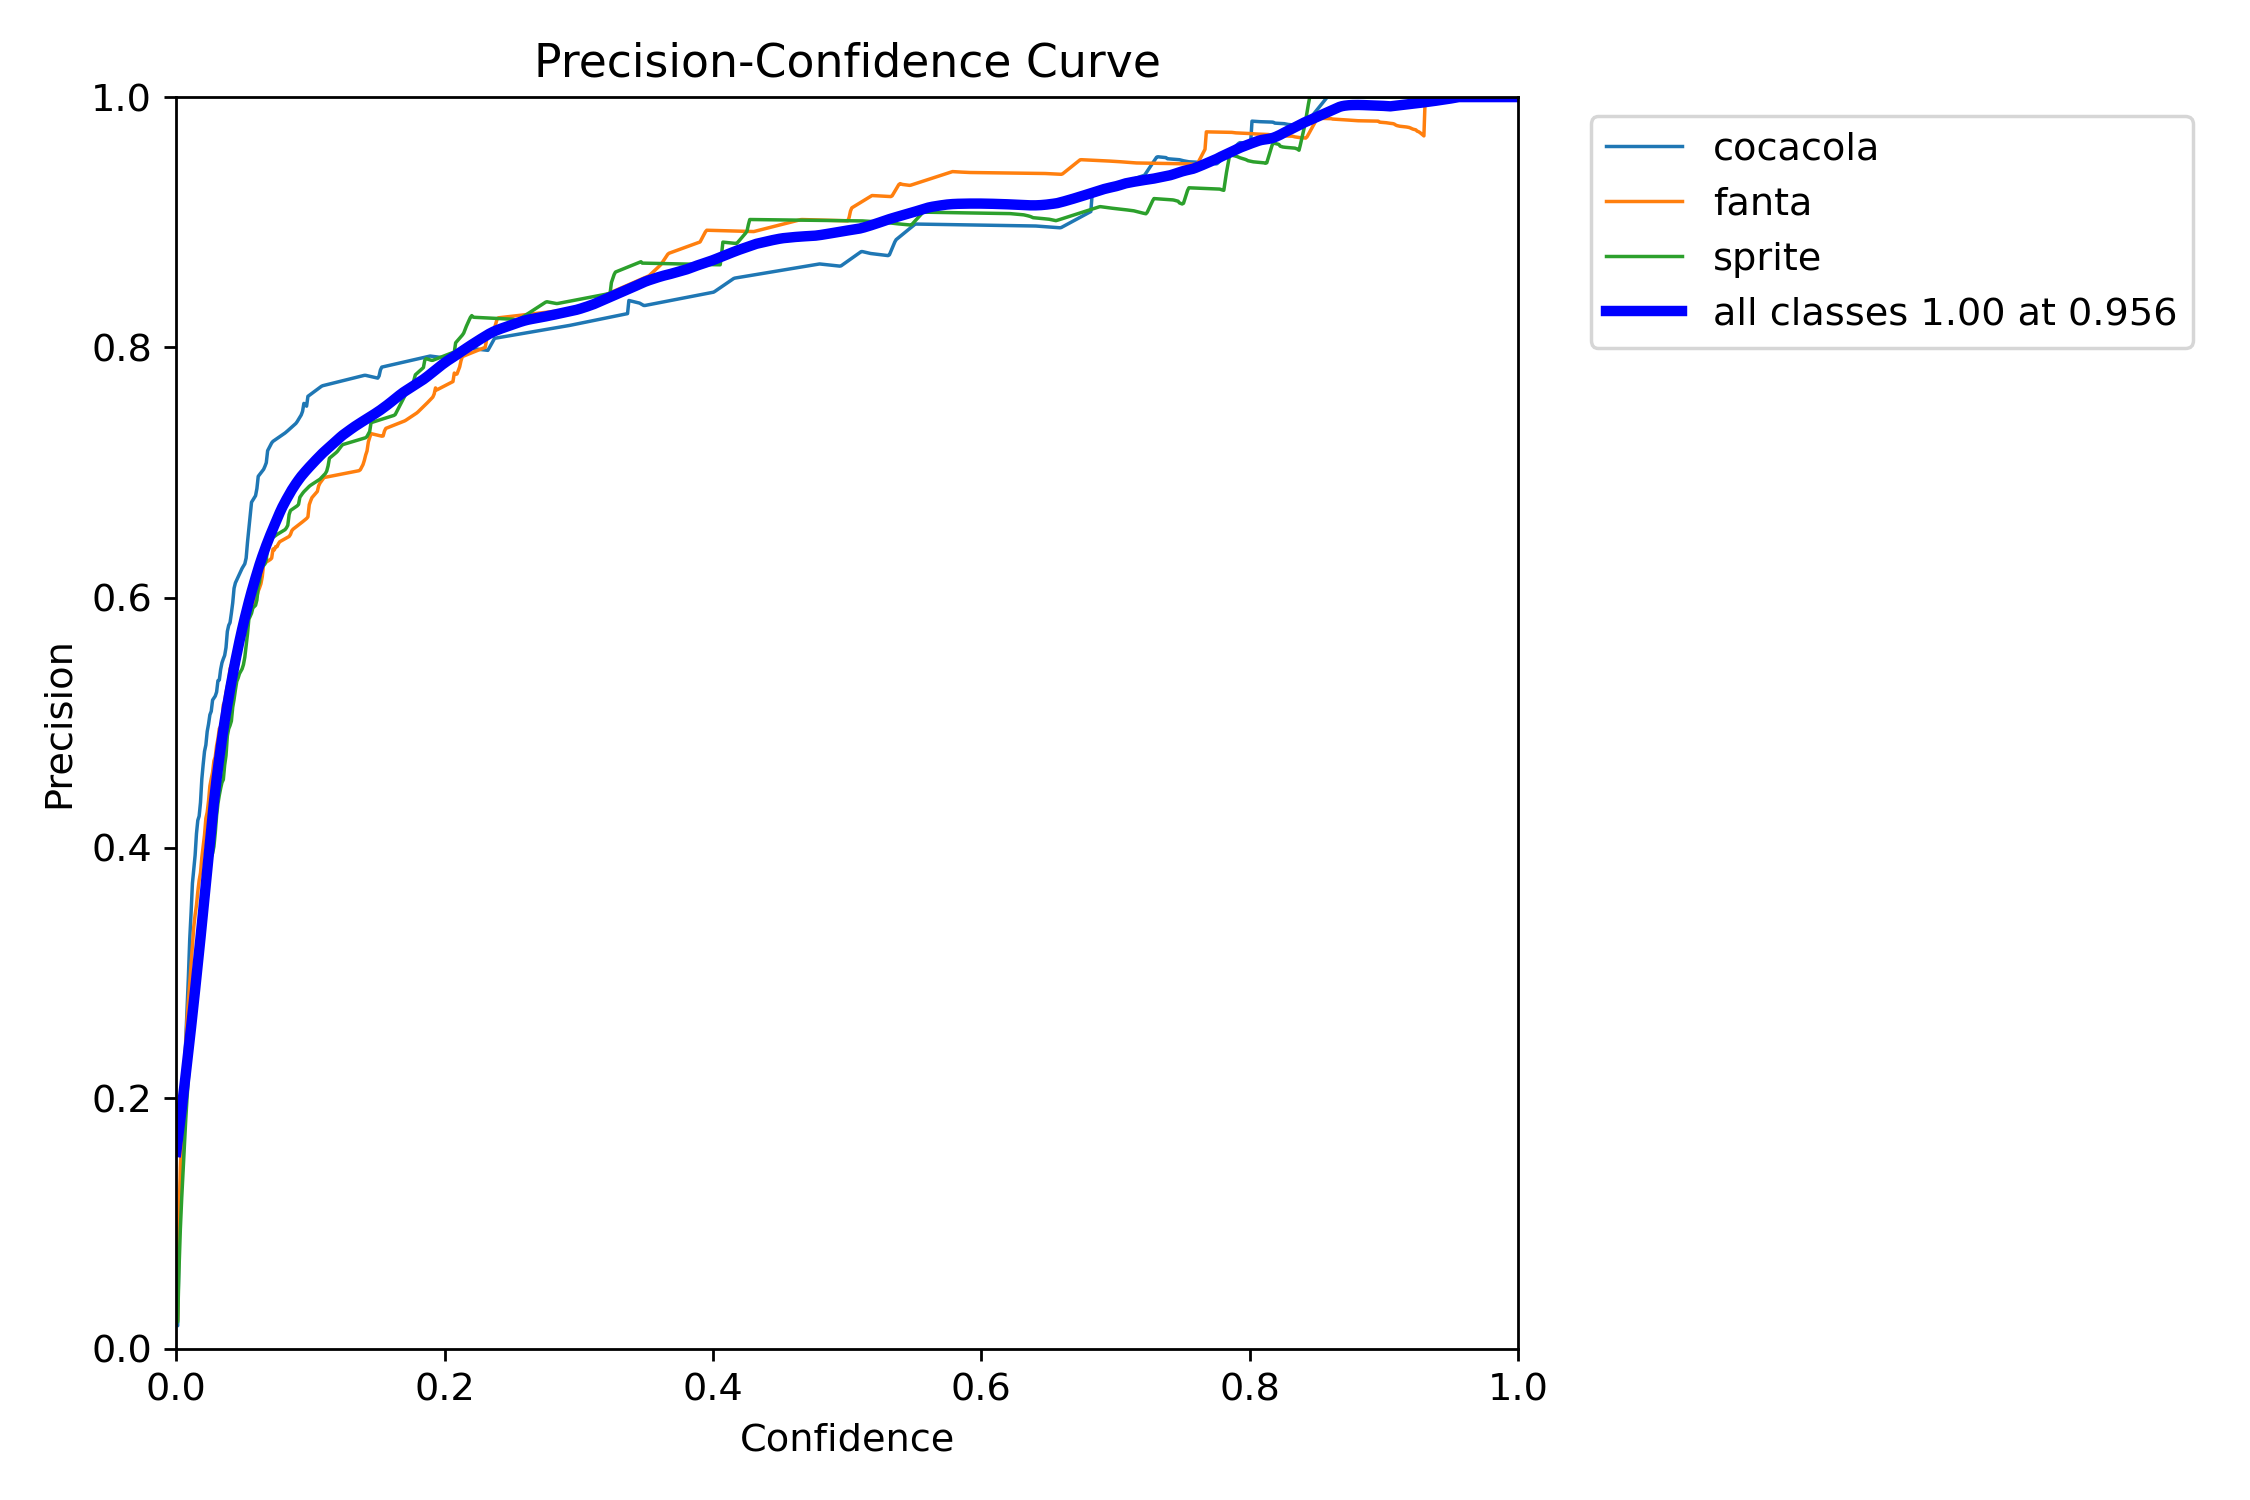 Precision-Confidence Curve
1.0
0.8
0.6
0.4
0.2
0.0
Precision
0.0 0.2 0.4 0.6 0.8 1.0
Confidence
cocacola
fanta
sprite
all classes 1.00 at 0.956